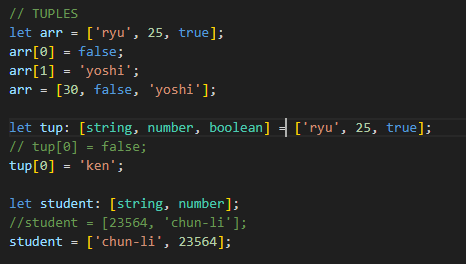 // TUPLES
let arr = ['ryu', 25, true];
arr[0] = false;
arr[1] = 'yoshi';
arr = [30, false, 'yoshi'];
let tup: [string, number, boolean] = ['ryu', 25, true];
// tup[0] = false;
tup[0] = 'ken';
let student: [string, number];
//student = [23564, 'chun-li'];
student = ['chun-li', 23564];